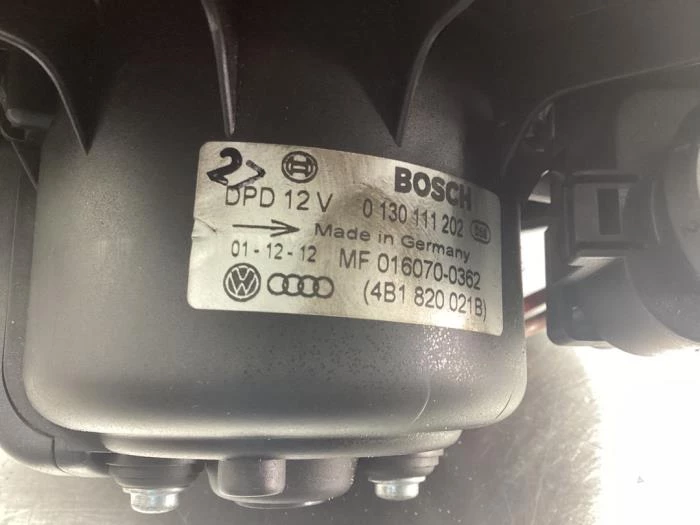 2>
BOSCH
DPD 12 V 0 130 111 202
Made in Germany
01-12-12 MF 016070-0362
(4B1 820 021B)